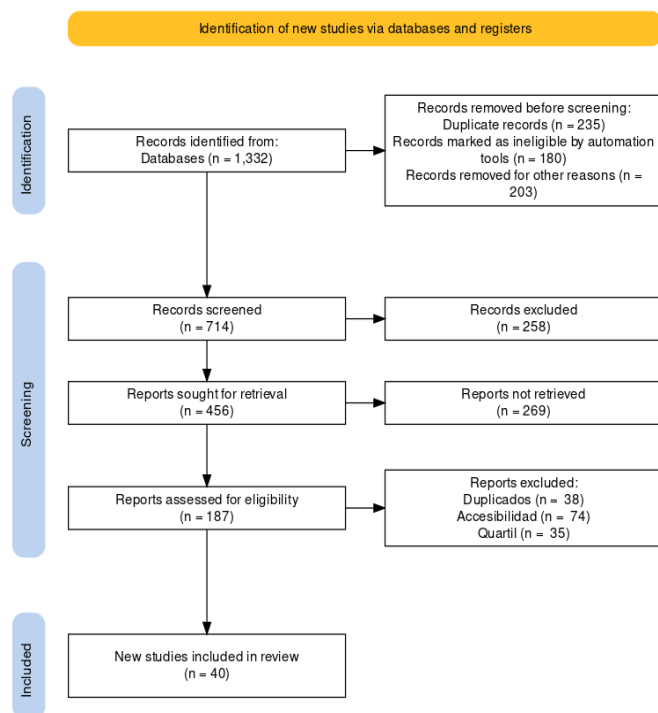 Identification of new studies via databases and registers
Identification
Records identified from:
Databases (n = 1,332)
Records removed before screening:
Duplicate records (n = 235)
Records marked as ineligible by automation
tools (n = 180)
Records removed for other reasons (n =
203)
Screening
Records screened
(n = 714)
Records excluded
(n = 258)
Reports sought for retrieval
(n = 456)
Reports not retrieved
(n = 269)
Reports assessed for eligibility
(n = 187)
Reports excluded:
Duplicados (n = 38)
Accesibilidad (n = 74)
Quartil (n = 35)
Included
New studies included in review
(n = 40)